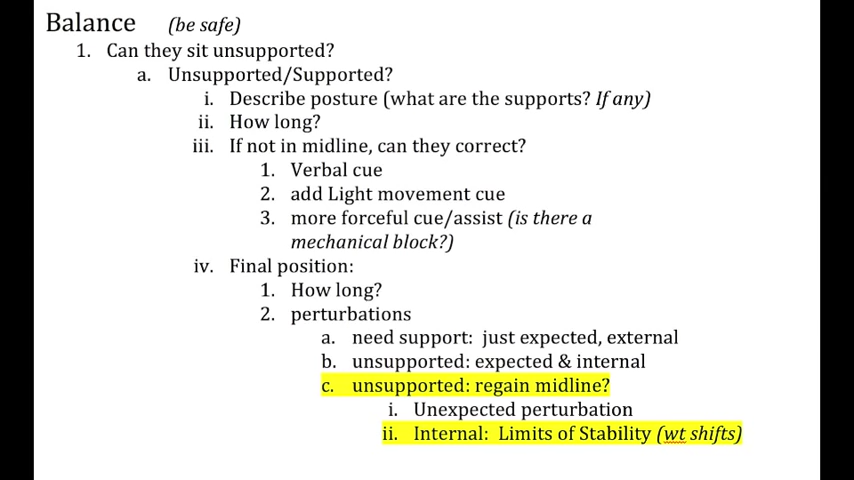 Balance (be safe)
1. Can they sit unsupported?
a. Unsupported/Supported?
i. Describe posture (what are the supports? If any)
ii. How long?
iii. If not in midline, can they correct?
1. Verbal cue
2. add Light movement cue
3. more forceful cue/assist (is there a
mechanical block?)
iv. Final position:
1. How long?
2. perturbations
a. need support: just expected, external
b. unsupported: expected & internal
c. unsupported: regain midline?
i. Unexpected perturbation
ii. Internal: Limits of Stability (wt shifts)